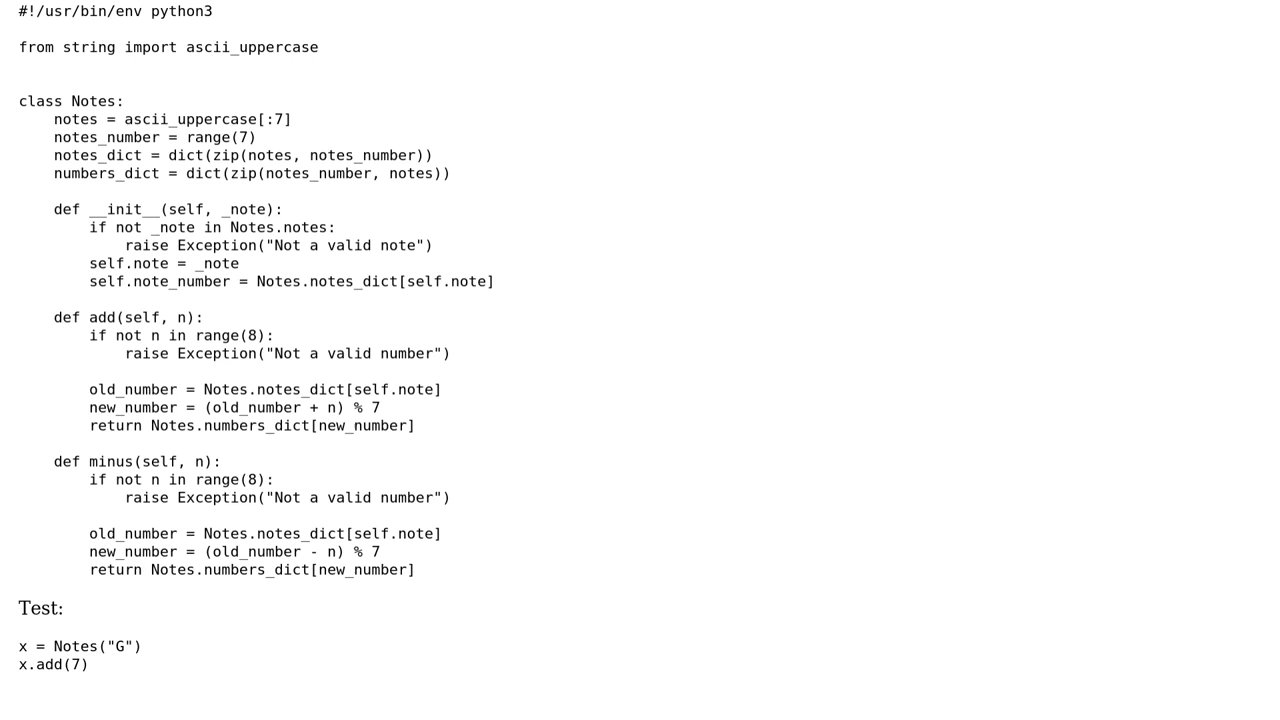 #!/usr/bin/env python3
from string import ascii_uppercase
class Notes:
    notes = ascii_uppercase[:7]
    notes_number = range(7)
    notes_dict = dict(zip(notes, notes_number))
    numbers_dict = dict(zip(notes_number, notes))
    def __init__(self, _note):
        if not _note in Notes.notes:
            raise Exception("Not a valid note")
        self.note = _note
        self.note_number = Notes.notes_dict[self.note]
    def add(self, n):
        if not n in range(8):
            raise Exception("Not a valid number")
        old_number = Notes.notes_dict[self.note]
        new_number = (old_number + n) % 7
        return Notes.numbers_dict[new_number]
    def minus(self, n):
        if not n in range(8):
            raise Exception("Not a valid number")
        old_number = Notes.notes_dict[self.note]
        new_number = (old_number - n) % 7
        return Notes.numbers_dict[new_number]
Test:
x = Notes("G")
x.add(7)